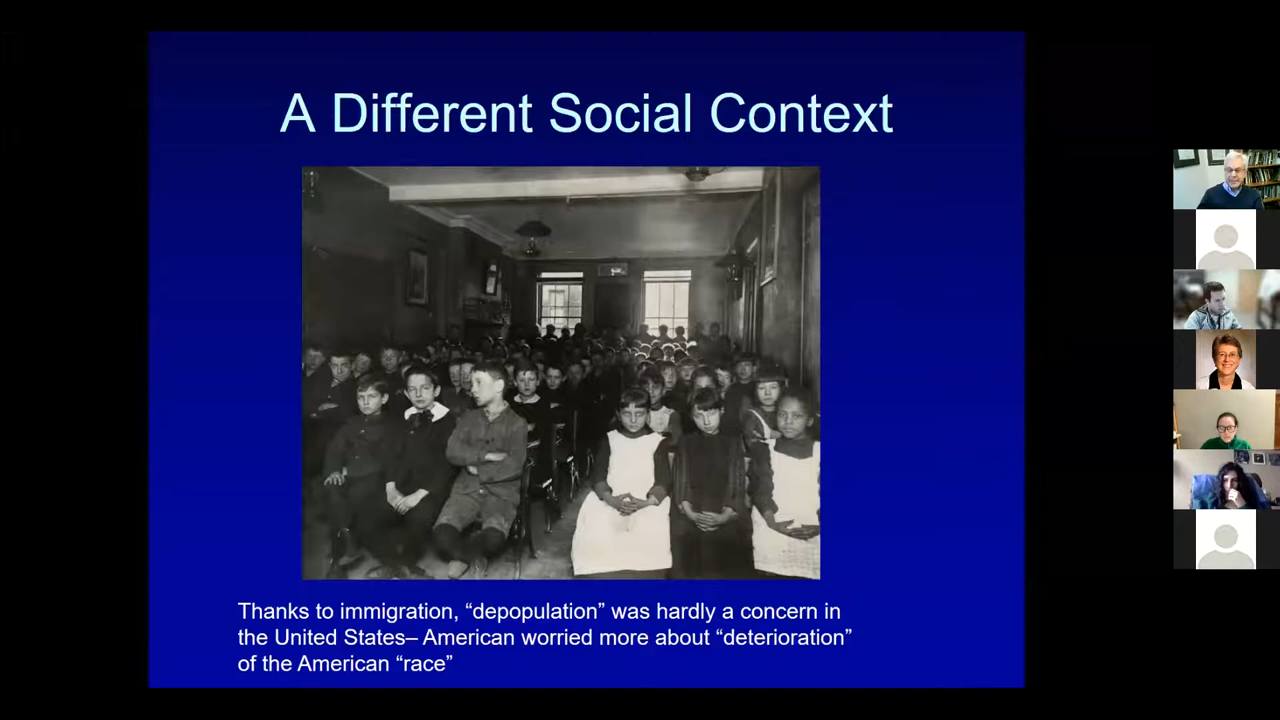 A Different Social Context
Thanks to immigration, “depopulation” was hardly a concern in
the United States– American worried more about “deterioration”
of the American “race”